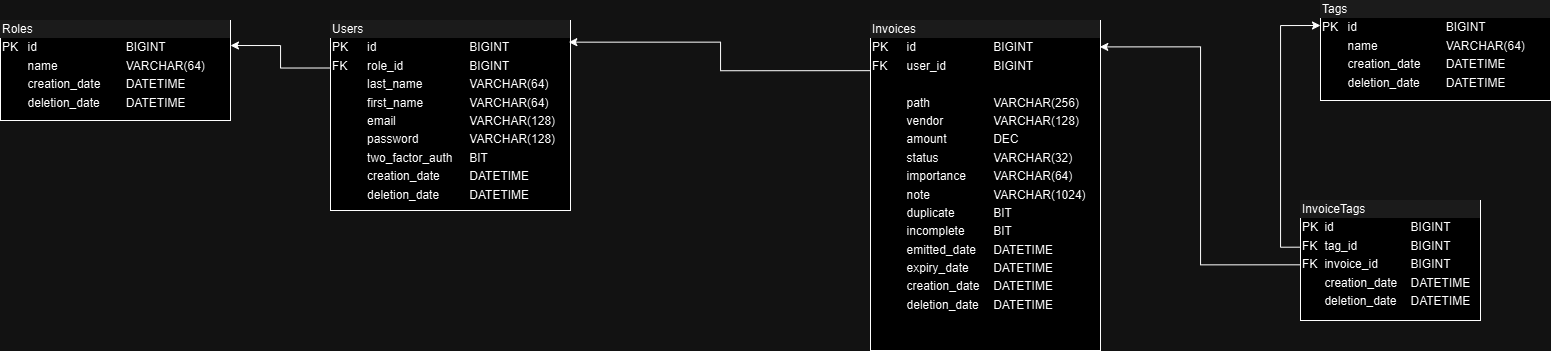 Roles
PK id BIGINT
name VARCHAR(64)
creation_date DATETIME
deletion_date DATETIME
Users
PK id BIGINT
FK role_id BIGINT
last_name VARCHAR(64)
first_name VARCHAR(64)
email VARCHAR(128)
password VARCHAR(128)
two_factor_auth BIT
creation_date DATETIME
deletion_date DATETIME
Invoices
PK id BIGINT
FK user_id BIGINT
path VARCHAR(256)
vendor VARCHAR(128)
amount DEC
status VARCHAR(32)
importance VARCHAR(64)
note VARCHAR(1024)
duplicate BIT
incomplete BIT
emitted_date DATETIME
expiry_date DATETIME
creation_date DATETIME
deletion_date DATETIME
Tags
PK id BIGINT
name VARCHAR(64)
creation_date DATETIME
deletion_date DATETIME
InvoiceTags
PK id BIGINT
FK tag_id BIGINT
FK invoice_id BIGINT
creation_date DATETIME
deletion_date DATETIME